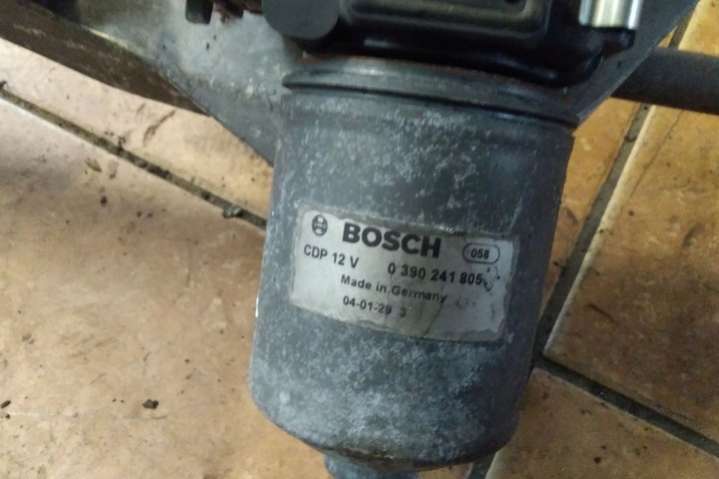 BOSCH 058
CDP 12 V 0 390 241 805
Made in Germany
04-01-29 3